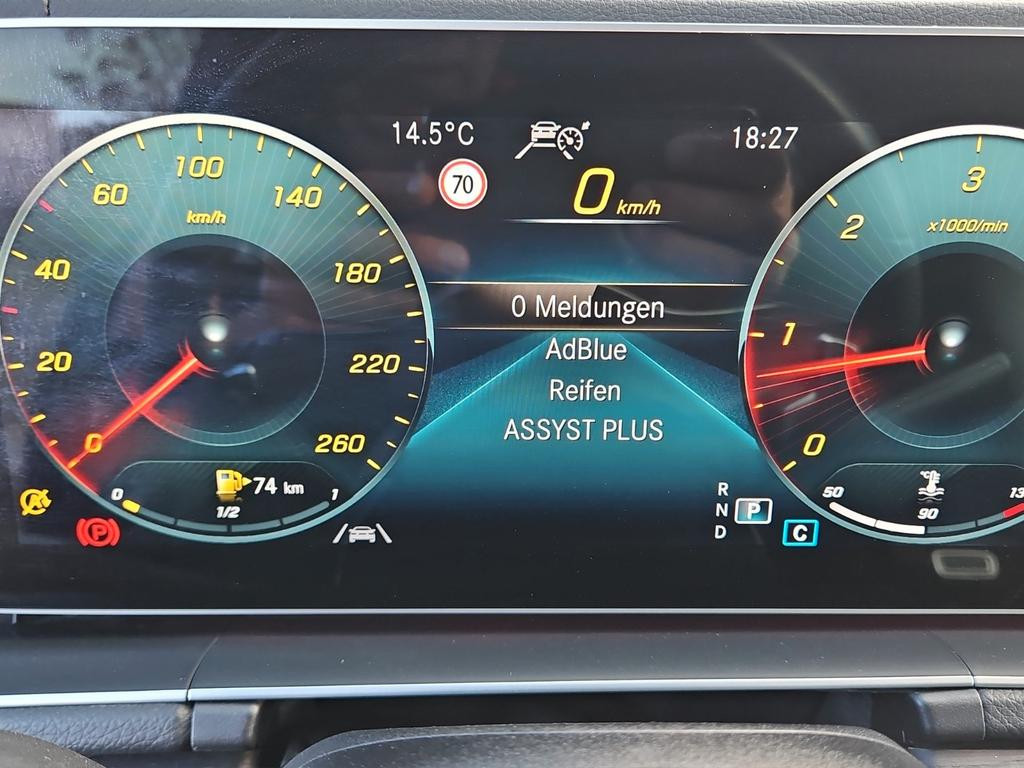 14.5°C
18:27
70
0 km/h
0 Meldungen
AdBlue
Reifen
ASSYST PLUS
0
20
40
60
100
140
180
220
260
km/h
0
1/2
1
74 km
P
R
N
P
D
C
0
1
2
3
x1000/min
50
90